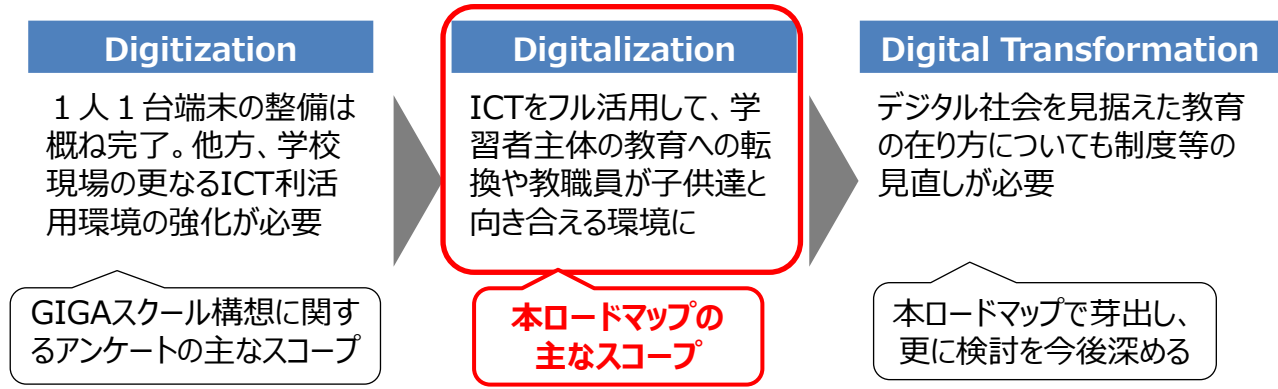 Digitization
１人１台端末の整備は
概ね完了。他方、学校
現場の更なるICT利活
用環境の強化が必要
GIGAスクール構想に関す
るアンケートの主なスコープ
Digitalization
ICTをフル活用して、学
習者主体の教育への転
換や教職員が子供達と
向き合える環境に
本ロードマップの
主なスコープ
Digital Transformation
デジタル社会を見据えた教育
の在り方についても制度等の
見直しが必要
本ロードマップで芽出し、
更に検討を今後深める